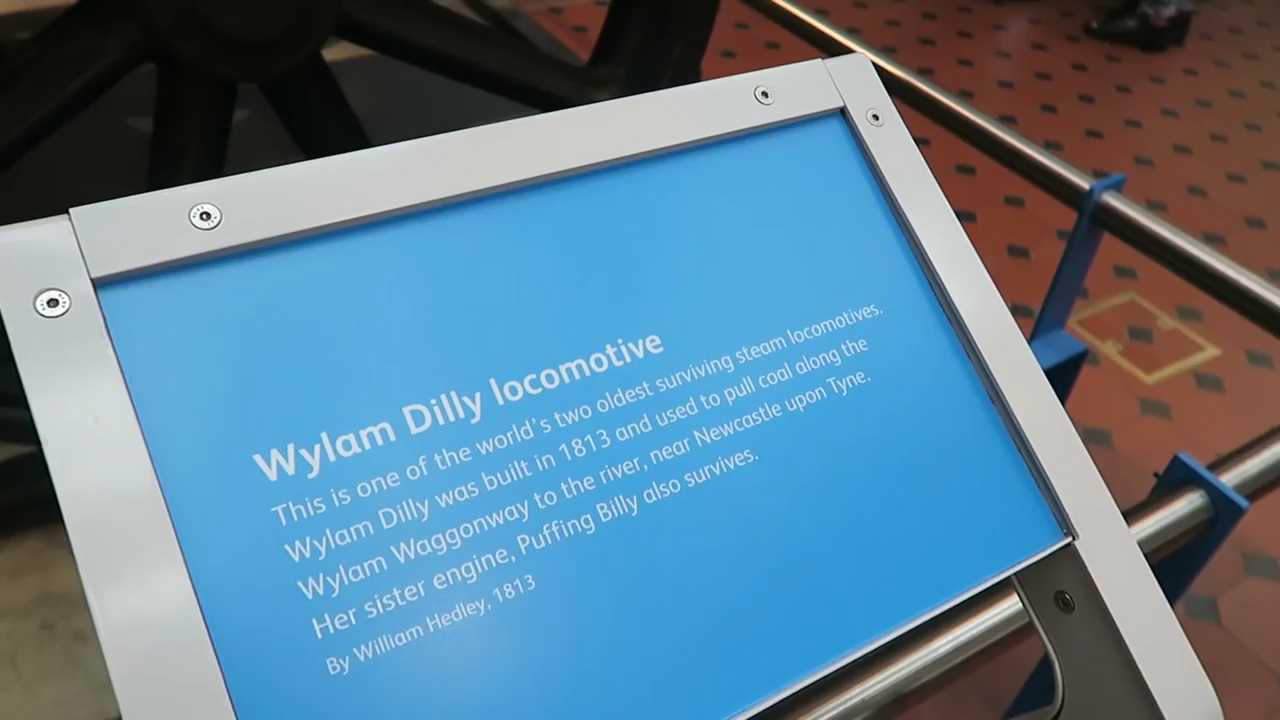 Wylam Dilly locomotive
This is one of the world's two oldest surviving steam locomotives.
Wylam Dilly was built in 1813 and used to pull coal along the
Wylam Waggonway to the river, near Newcastle upon Tyne.
Her sister engine, Puffing Billy also survives.
By William Hedley, 1813